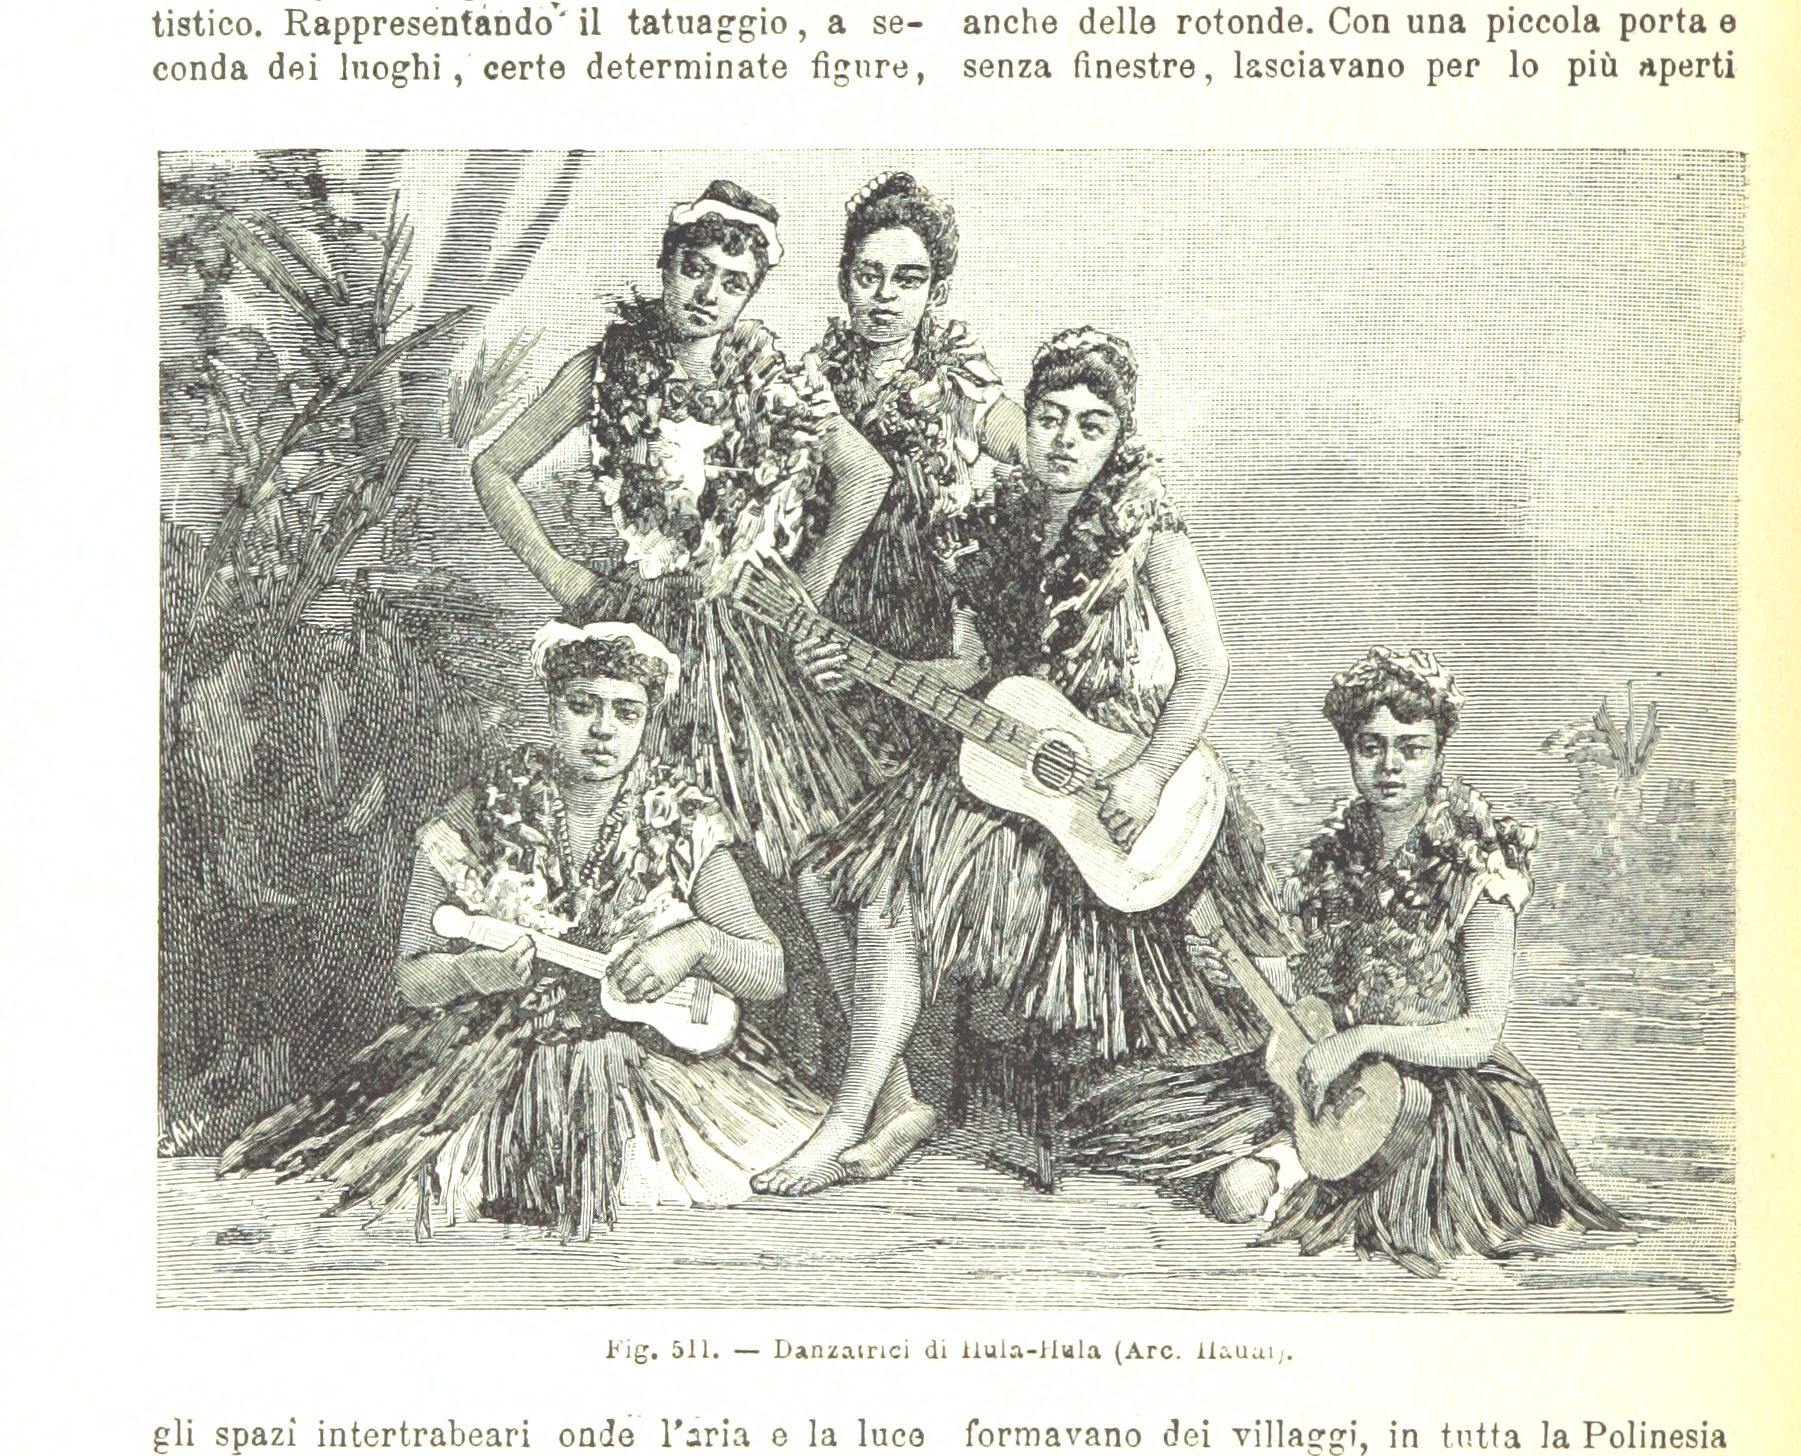 tistico. Rappresentando il tatuaggio, a se-
conda dei luoghi, certe determinate figure,
anche delle rotonde. Con una piccola porta e
senza finestre, lasciavano per lo più aperti
Fig. 511. — Danzatrici di Hula-Hula (Arc. Hauai).
gli spazî intertrabeari onde l'aria e la luce
formavano dei villaggi, in tutta la Polinesia